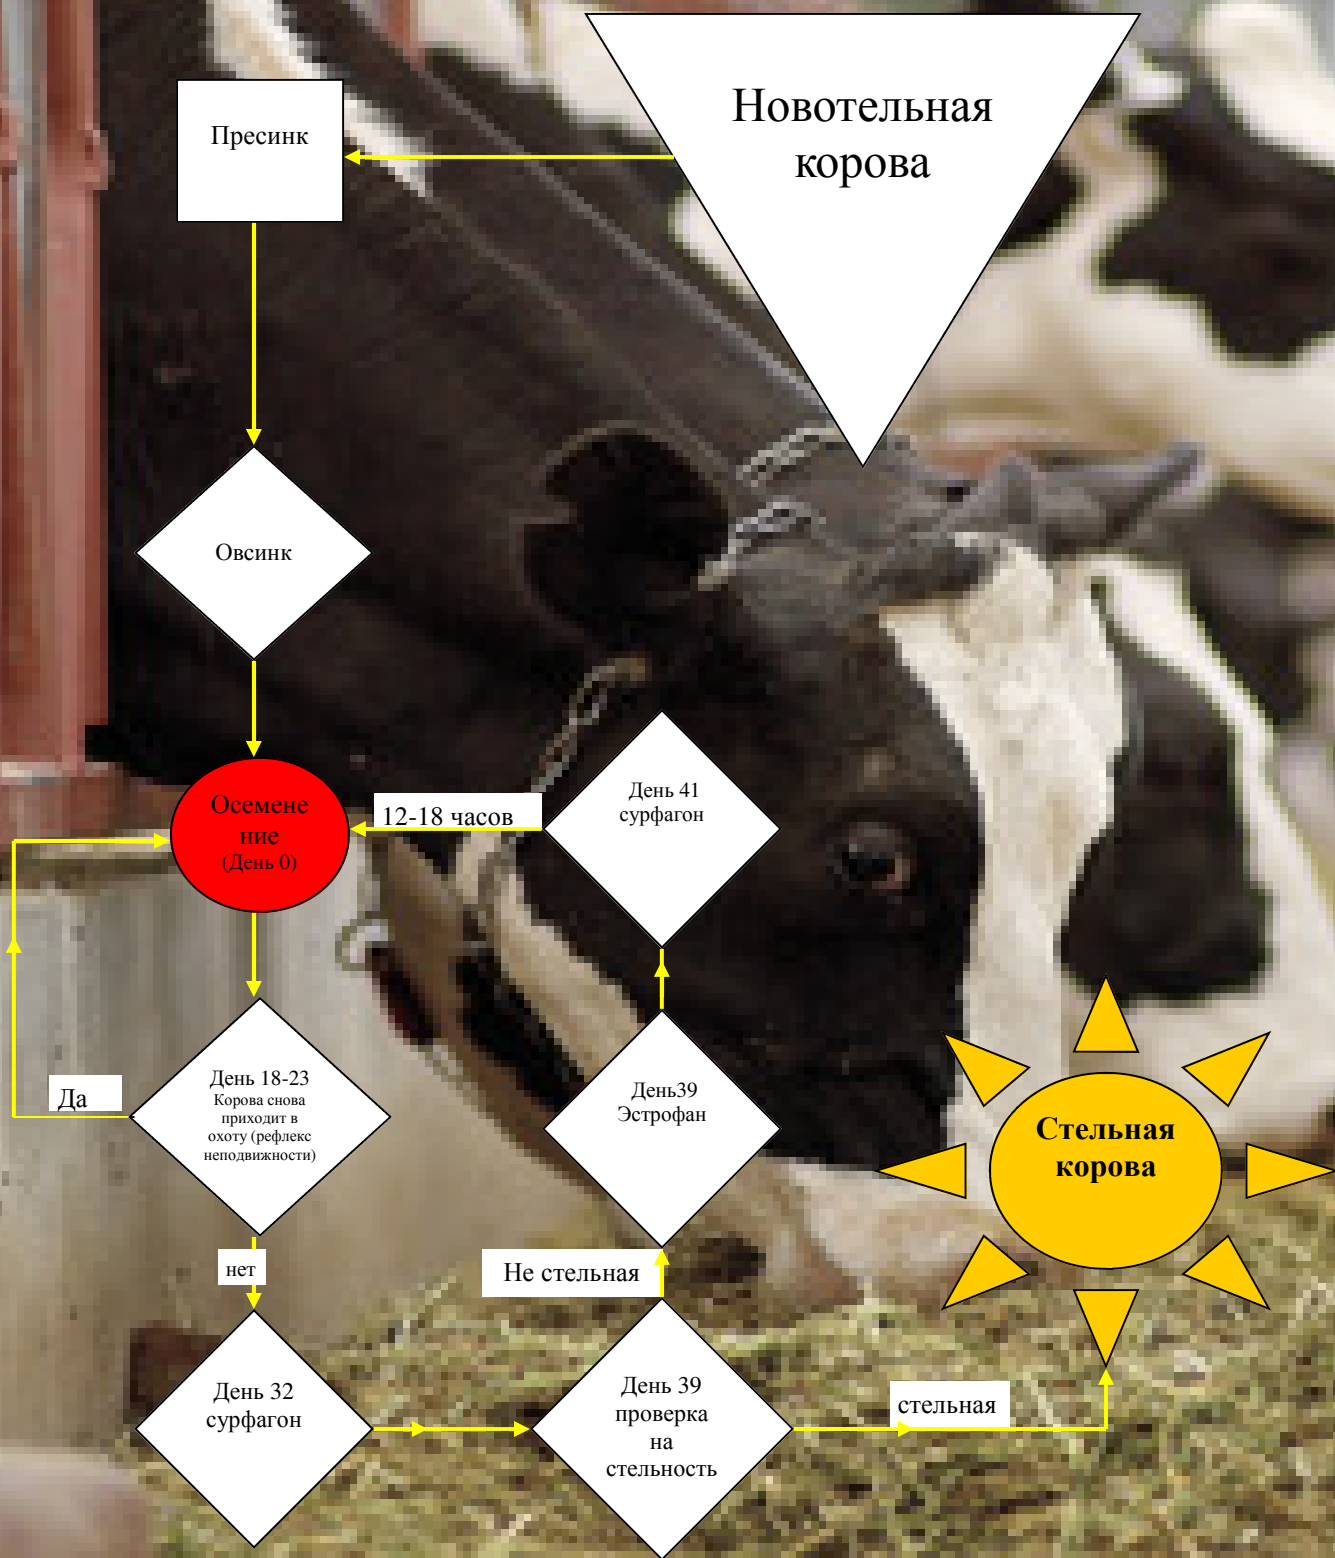 Новотельная
корова
Пресинк
Овсинк
Осемене
ние
(День 0)
12-18 часов
День 41
сурфагон
День 18-23
Корова снова
приходит в
охоту (рефлекс
неподвижности)
Да
День39
Эстрофан
Стельная
корова
нет
Не стельная
День 32
сурфагон
День 39
проверка
на
стельность
стельная